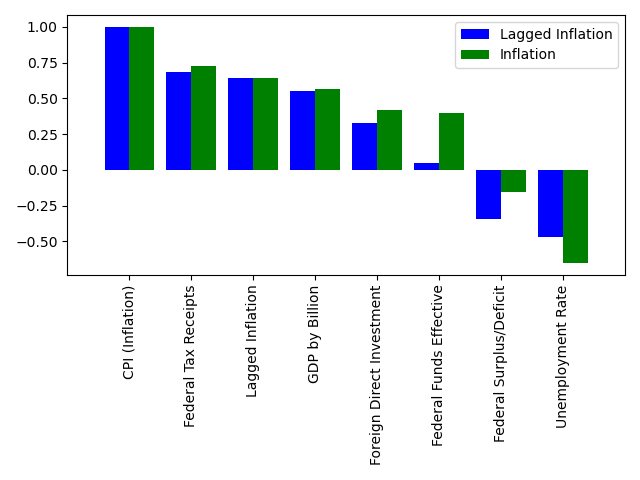 Lagged Inflation
Inflation
1.00
0.75
0.50
0.25
0.00
−0.25
−0.50
CPI (Inflation)
Federal Tax Receipts
Lagged Inflation
GDP by Billion
Foreign Direct Investment
Federal Funds Effective
Federal Surplus/Deficit
Unemployment Rate